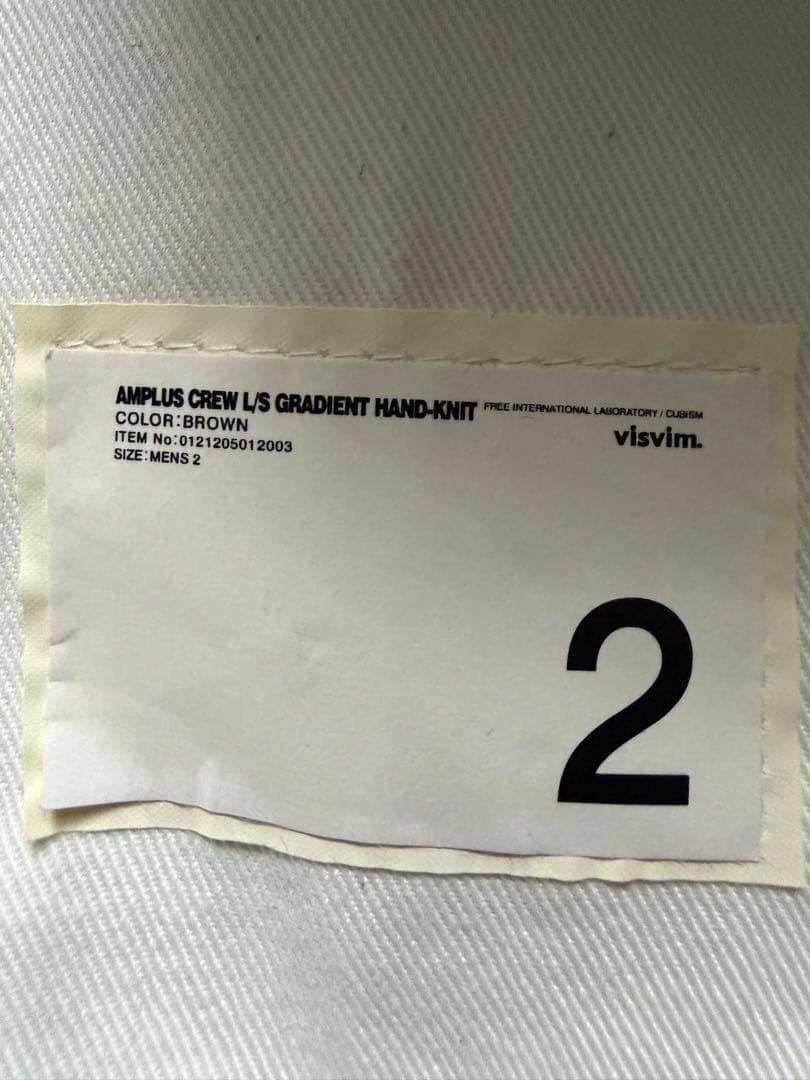 AMPLUS CREW L/S GRADIENT HAND-KNIT FREE INTERNATIONAL LABORATORY / CUBISM
COLOR:BROWN
visvim.
ITEM No:0121205012003
SIZE:MENS 2
2